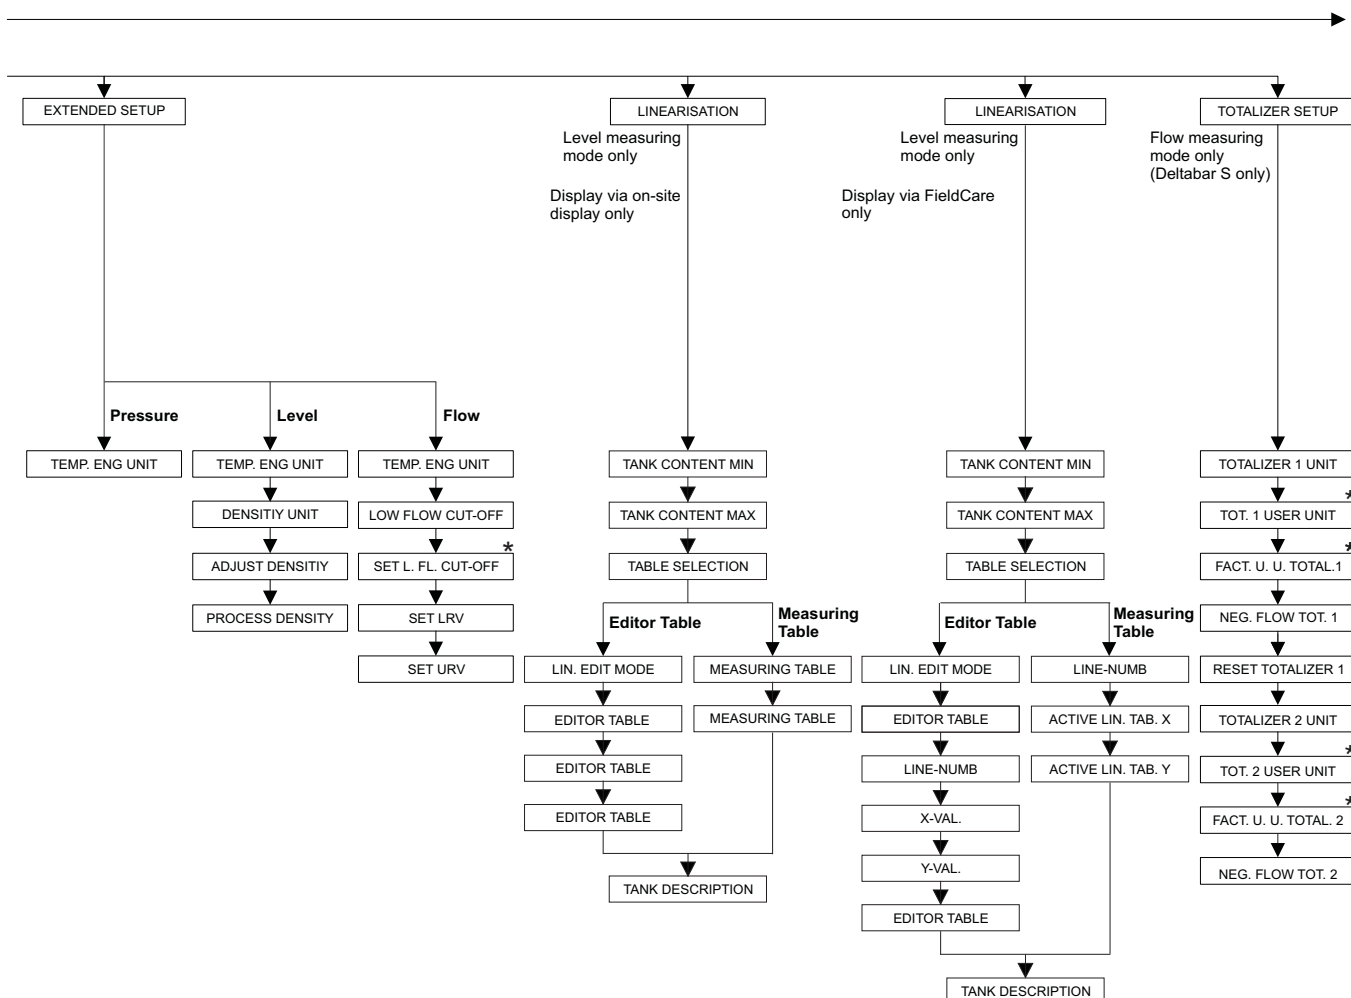 EXTENDED SETUP
Pressure
TEMP. ENG UNIT
Level
TEMP. ENG UNIT
DENSITIY UNIT
ADJUST DENSITIY
PROCESS DENSITY
Flow
TEMP. ENG UNIT
LOW FLOW CUT-OFF
*
SET L. FL. CUT-OFF
SET LRV
SET URV
LINEARISATION
Level measuring
mode only
Display via on-site
display only
TANK CONTENT MIN
TANK CONTENT MAX
TABLE SELECTION
Editor Table
LIN. EDIT MODE
EDITOR TABLE
EDITOR TABLE
EDITOR TABLE
Measuring
Table
MEASURING TABLE
MEASURING TABLE
TANK DESCRIPTION
LINEARISATION
Level measuring
mode only
Display via FieldCare
only
TANK CONTENT MIN
TANK CONTENT MAX
TABLE SELECTION
Editor Table
LIN. EDIT MODE
EDITOR TABLE
LINE-NUMB
X-VAL.
Y-VAL.
EDITOR TABLE
Measuring
Table
LINE-NUMB
ACTIVE LIN. TAB. X
ACTIVE LIN. TAB. Y
TANK DESCRIPTION
TOTALIZER SETUP
Flow measuring
mode only
(Deltabar S only)
TOTALIZER 1 UNIT
*
TOT. 1 USER UNIT
*
FACT. U. U. TOTAL.1
NEG. FLOW TOT. 1
RESET TOTALIZER 1
TOTALIZER 2 UNIT
*
TOT. 2 USER UNIT
*
FACT. U. U. TOTAL. 2
NEG. FLOW TOT. 2